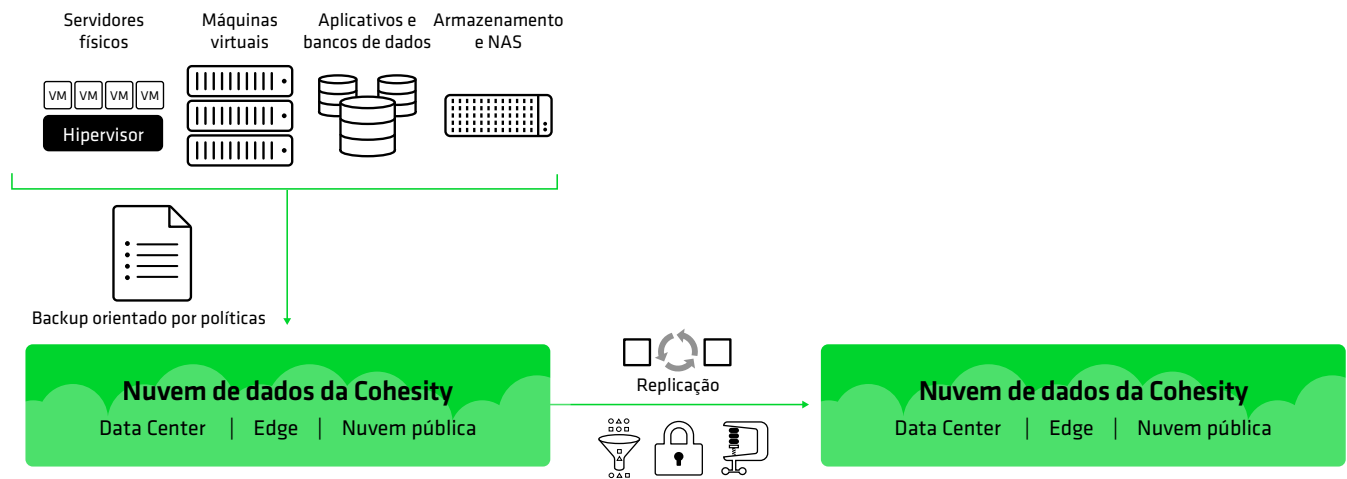 Servidores
físicos
Máquinas
virtuais
Aplicativos e
bancos de dados
Armazenamento
e NAS
VM VM VM VM
Hipervisor
Backup orientado por políticas
Nuvem de dados da Cohesity
Data Center | Edge | Nuvem pública
Replicação
Nuvem de dados da Cohesity
Data Center | Edge | Nuvem pública